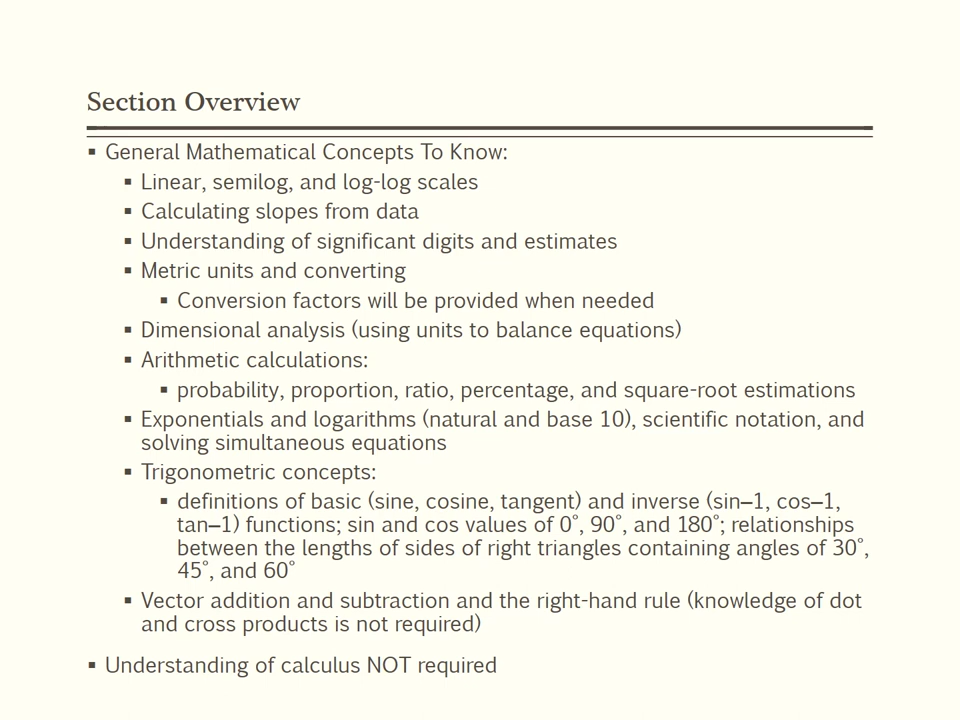 Section Overview
▪ General Mathematical Concepts To Know:
▪ Linear, semilog, and log-log scales
▪ Calculating slopes from data
▪ Understanding of significant digits and estimates
▪ Metric units and converting
▪ Conversion factors will be provided when needed
▪ Dimensional analysis (using units to balance equations)
▪ Arithmetic calculations:
▪ probability, proportion, ratio, percentage, and square-root estimations
▪ Exponentials and logarithms (natural and base 10), scientific notation, and
solving simultaneous equations
▪ Trigonometric concepts:
▪ definitions of basic (sine, cosine, tangent) and inverse (sin–1, cos–1,
tan–1) functions; sin and cos values of 0°, 90°, and 180°; relationships
between the lengths of sides of right triangles containing angles of 30°,
45°, and 60°
▪ Vector addition and subtraction and the right-hand rule (knowledge of dot
and cross products is not required)
▪ Understanding of calculus NOT required